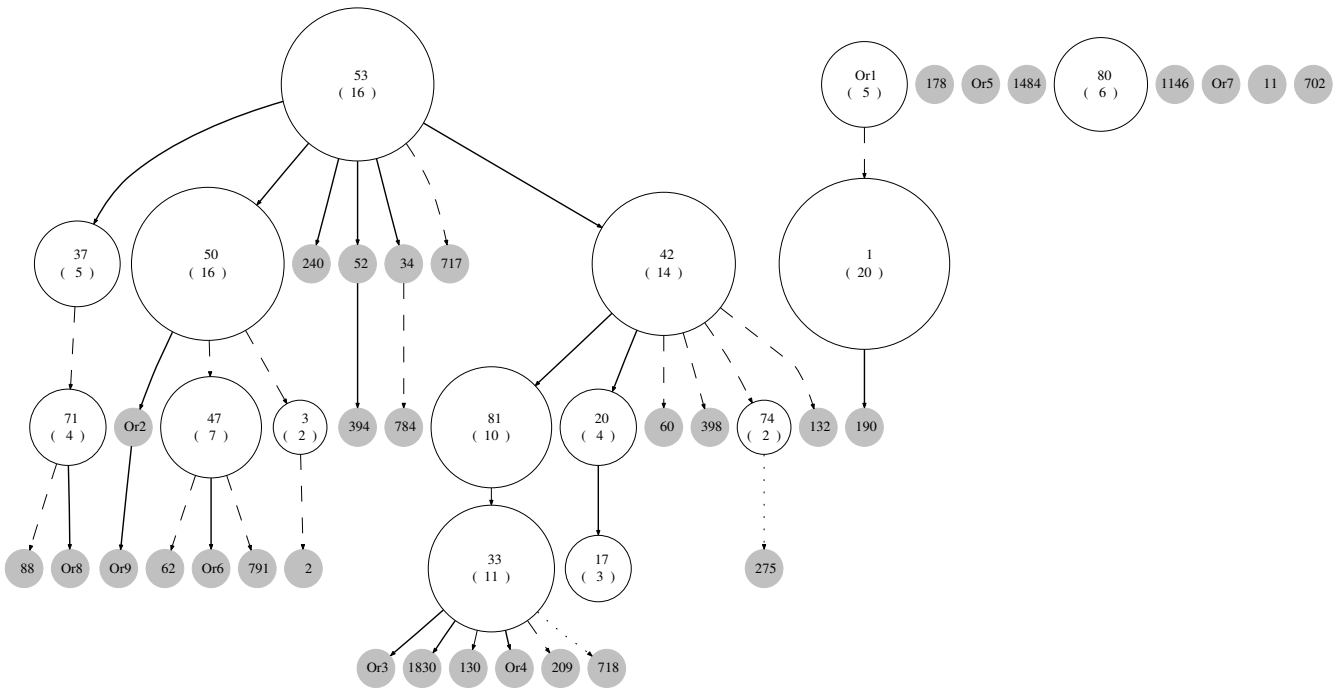 53
( 16 )
Or1
( 5 )
178
Or5
1484
80
( 6 )
1146
Or7
11
702
37
( 5 )
50
( 16 )
240
52
34
717
42
( 14 )
1
( 20 )
71
( 4 )
Or2
47
( 7 )
3
( 2 )
394
784
81
( 10 )
20
( 4 )
60
398
74
( 2 )
132
190
88
Or8
Or9
62
Or6
791
2
33
( 11 )
17
( 3 )
275
Or3
1830
130
Or4
209
718